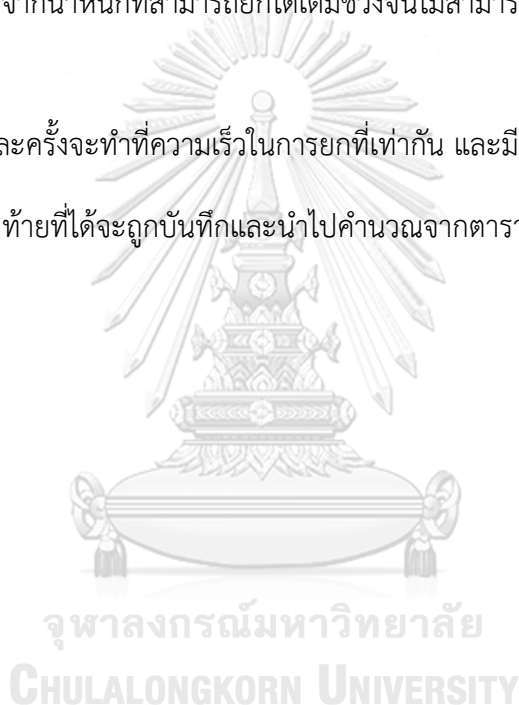 จากน้ำหนักที่สามารถยกได้เต็มช่วงจนไม่สามาร
ละครั้งจะทำที่ความเร็วในการยกที่เท่ากัน และมี
ท้ายที่ได้จะถูกบันทึกและนำไปคำนวณจากตารา
จุฬาลงกรณ์มหาวิทยาลัย
CHULALONGKORN UNIVERSITY